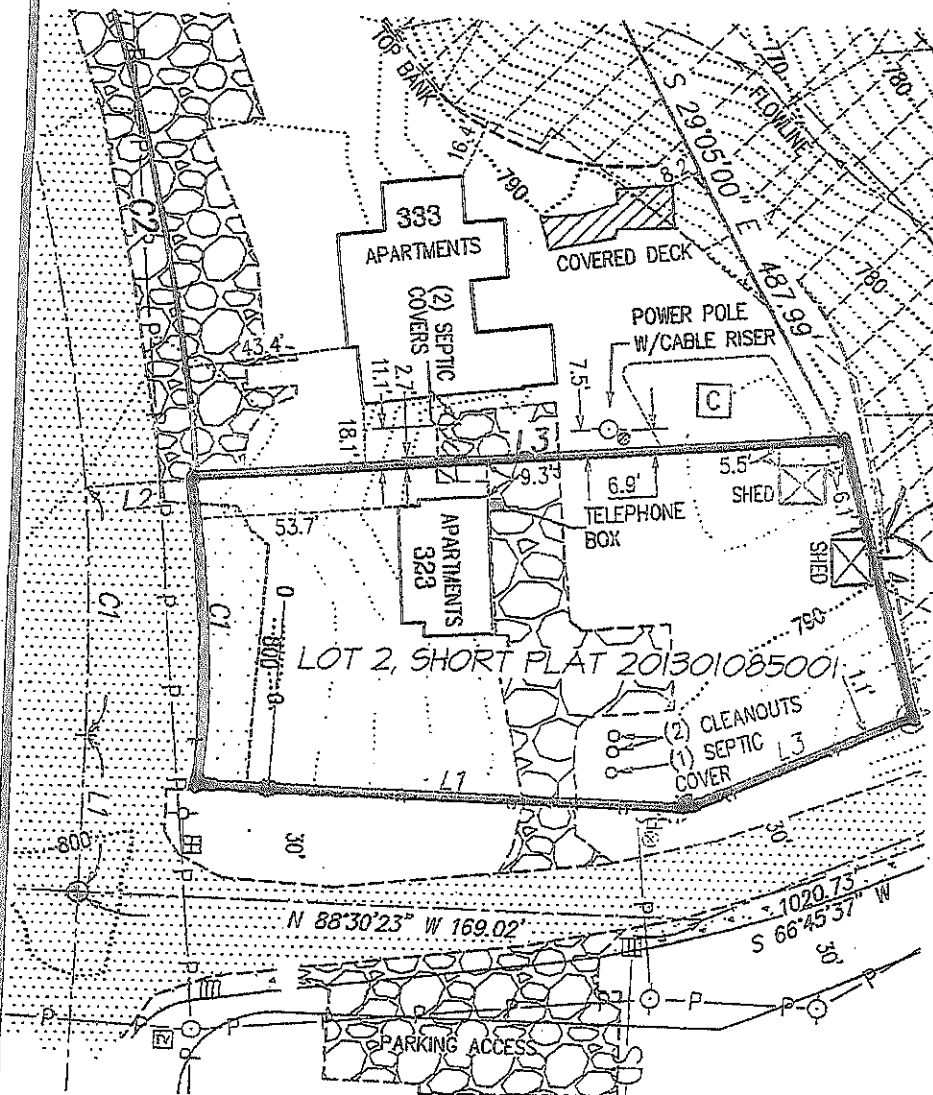 TOP BANK
16.4'
790
S 29°05'00" E 487.99'
770
780
FLOWLINE
780
8.2'
C2
333
APARTMENTS
COVERED DECK
(2) SEPTIC
COVERS
POWER POLE
W/CABLE RISER
43.4'
11.1'
2.7'
7.5'
C
18.1'
L3
L2
9.3'
6.9'
5.5'
6.1'
SHED
53.7'
TELEPHONE
BOX
APARTMENTS
323
SHED
L4
C1
C1
800
790
LOT 2, SHORT PLAT 201301085001
1.1'
(2) CLEANOUTS
(1) SEPTIC
COVER
L3
L1
L1
800
30'
30'
N 88°30'23" W 169.02'
1020.73'
S 66°45'37" W
30'
P
P
P
P
P
PARKING ACCESS